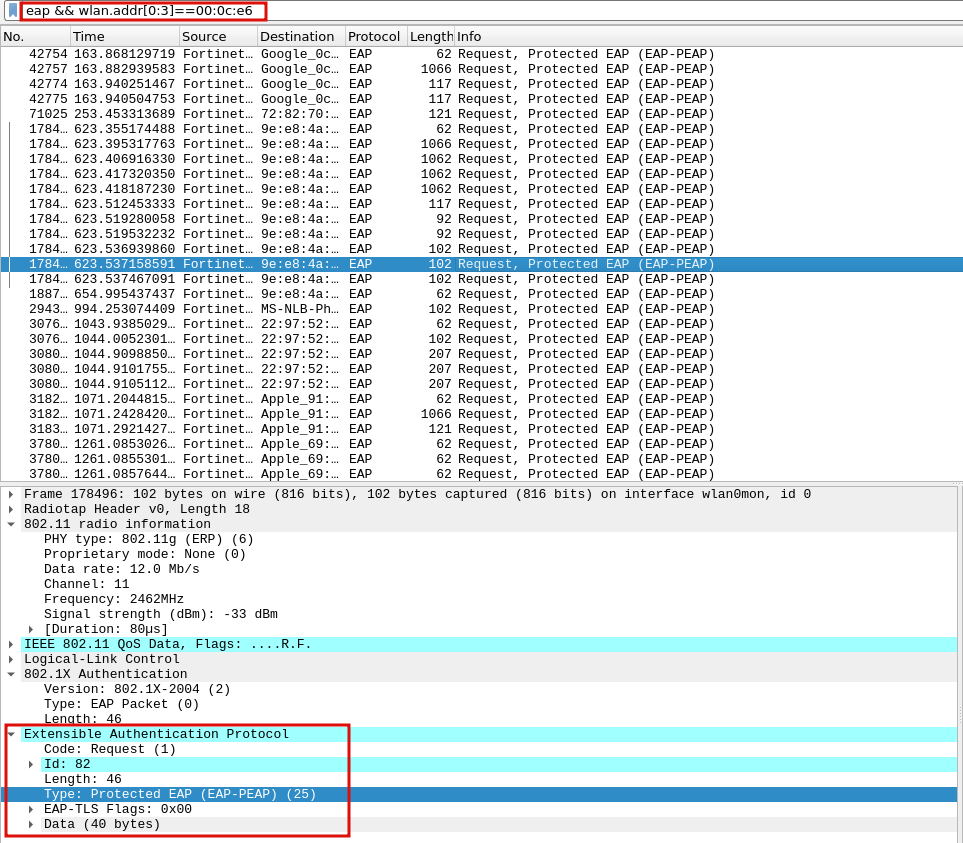 eap && wlan.addr[0:3]==00:0c:e6
No. Time Source Destination Protocol Length Info
42754 163.868129719 Fortinet… Google_0c… EAP 62 Request, Protected EAP (EAP-PEAP)
42757 163.882939583 Fortinet… Google_0c… EAP 1066 Request, Protected EAP (EAP-PEAP)
42774 163.940251467 Fortinet… Google_0c… EAP 117 Request, Protected EAP (EAP-PEAP)
42775 163.940504753 Fortinet… Google_0c… EAP 117 Request, Protected EAP (EAP-PEAP)
71025 253.453313689 Fortinet… 72:82:70:… EAP 121 Request, Protected EAP (EAP-PEAP)
1784… 623.355174488 Fortinet… 9e:e8:4a:… EAP 62 Request, Protected EAP (EAP-PEAP)
1784… 623.395317763 Fortinet… 9e:e8:4a:… EAP 1066 Request, Protected EAP (EAP-PEAP)
1784… 623.406916330 Fortinet… 9e:e8:4a:… EAP 1062 Request, Protected EAP (EAP-PEAP)
1784… 623.417320350 Fortinet… 9e:e8:4a:… EAP 1062 Request, Protected EAP (EAP-PEAP)
1784… 623.418187230 Fortinet… 9e:e8:4a:… EAP 1062 Request, Protected EAP (EAP-PEAP)
1784… 623.512453333 Fortinet… 9e:e8:4a:… EAP 117 Request, Protected EAP (EAP-PEAP)
1784… 623.519280058 Fortinet… 9e:e8:4a:… EAP 92 Request, Protected EAP (EAP-PEAP)
1784… 623.519532232 Fortinet… 9e:e8:4a:… EAP 92 Request, Protected EAP (EAP-PEAP)
1784… 623.536939860 Fortinet… 9e:e8:4a:… EAP 102 Request, Protected EAP (EAP-PEAP)
1784… 623.537158591 Fortinet… 9e:e8:4a:… EAP 102 Request, Protected EAP (EAP-PEAP)
1784… 623.537467091 Fortinet… 9e:e8:4a:… EAP 102 Request, Protected EAP (EAP-PEAP)
1887… 654.995437437 Fortinet… 9e:e8:4a:… EAP 62 Request, Protected EAP (EAP-PEAP)
2943… 994.253074409 Fortinet… MS-NLB-Ph… EAP 102 Request, Protected EAP (EAP-PEAP)
3076… 1043.9385029… Fortinet… 22:97:52:… EAP 62 Request, Protected EAP (EAP-PEAP)
3076… 1044.0052301… Fortinet… 22:97:52:… EAP 102 Request, Protected EAP (EAP-PEAP)
3080… 1044.9098850… Fortinet… 22:97:52:… EAP 207 Request, Protected EAP (EAP-PEAP)
3080… 1044.9101755… Fortinet… 22:97:52:… EAP 207 Request, Protected EAP (EAP-PEAP)
3080… 1044.9105112… Fortinet… 22:97:52:… EAP 207 Request, Protected EAP (EAP-PEAP)
3182… 1071.2044815… Fortinet… Apple_91:… EAP 62 Request, Protected EAP (EAP-PEAP)
3182… 1071.2428420… Fortinet… Apple_91:… EAP 1066 Request, Protected EAP (EAP-PEAP)
3183… 1071.2921427… Fortinet… Apple_91:… EAP 121 Request, Protected EAP (EAP-PEAP)
3780… 1261.0853026… Fortinet… Apple_69:… EAP 62 Request, Protected EAP (EAP-PEAP)
3780… 1261.0855301… Fortinet… Apple_69:… EAP 62 Request, Protected EAP (EAP-PEAP)
3780… 1261.0857644… Fortinet… Apple_69:… EAP 62 Request, Protected EAP (EAP-PEAP)
Frame 178496: 102 bytes on wire (816 bits), 102 bytes captured (816 bits) on interface wlan0mon, id 0
Radiotap Header v0, Length 18
802.11 radio information
PHY type: 802.11g (ERP) (6)
Proprietary mode: None (0)
Data rate: 12.0 Mb/s
Channel: 11
Frequency: 2462MHz
Signal strength (dBm): -33 dBm
[Duration: 80µs]
IEEE 802.11 QoS Data, Flags: ....R.F.
Logical-Link Control
802.1X Authentication
Version: 802.1X-2004 (2)
Type: EAP Packet (0)
Length: 46
Extensible Authentication Protocol
Code: Request (1)
Id: 82
Length: 46
Type: Protected EAP (EAP-PEAP) (25)
EAP-TLS Flags: 0x00
Data (40 bytes)